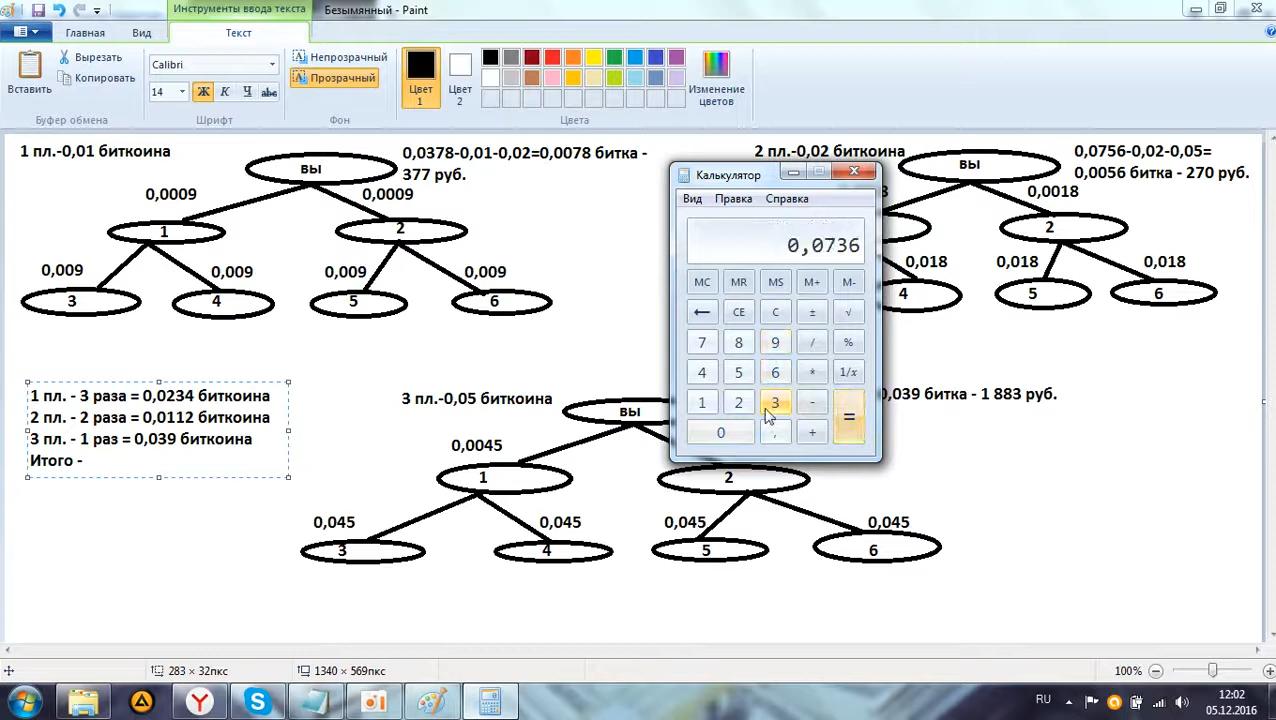 Инструменты ввода текста
Безымянный - Paint
Главная
Вид
Текст
Вставить
Вырезать
Копировать
Буфер обмена
Calibri
14
Ж К Ч abc
Шрифт
Непрозрачный
Прозрачный
Фон
Цвет 1
Цвет 2
Изменение цветов
Цвета
1 пл.-0,01 биткоина
вы
0,0378-0,01-0,02=0,0078 битка -
377 руб.
0,0009
0,0009
1
2
0,009
0,009
0,009
0,009
3
4
5
6
2 пл.-0,02 биткоина
вы
0,0756-0,02-0,05=
0,0056 битка - 270 руб.
0,0018
2
0,018
0,018
0,018
4
5
6
Калькулятор
Вид Правка Справка
0,0736
MC MR MS M+ M-
← CE C ± √
7 8 9 / %
4 5 6 * 1/x
1 2 3 - =
0 , +
1 пл. - 3 раза = 0,0234 биткоина
2 пл. - 2 раза = 0,0112 биткоина
3 пл. - 1 раз = 0,039 биткоина
Итого -
3 пл.-0,05 биткоина
вы
,039 битка - 1 883 руб.
0,0045
1
2
0,045
0,045
0,045
0,045
3
4
5
6
283 × 32пкс
1340 × 569пкс
100%
RU
12:02
05.12.2016